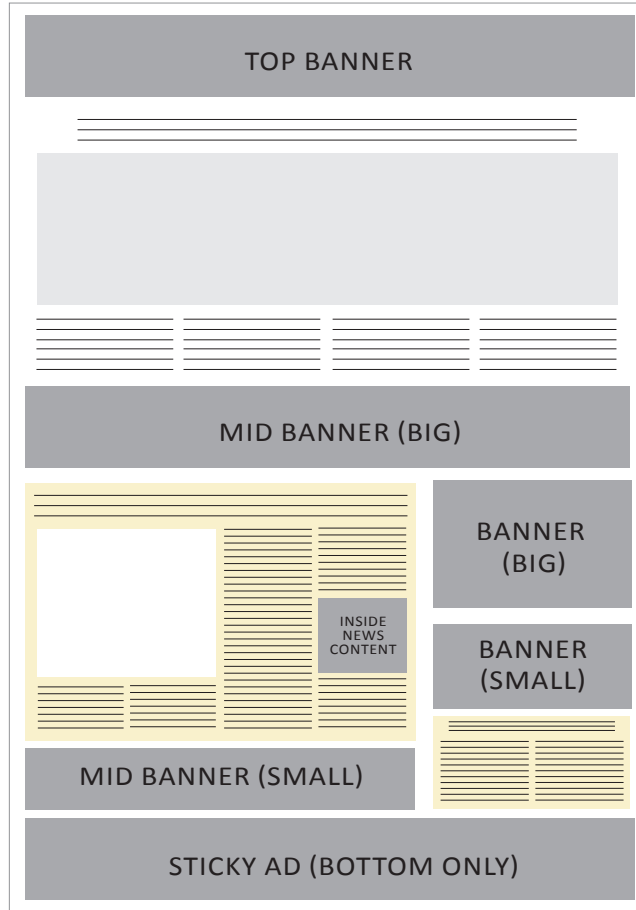 TOP BANNER
MID BANNER (BIG)
INSIDE
NEWS
CONTENT
BANNER
(BIG)
BANNER
(SMALL)
MID BANNER (SMALL)
STICKY AD (BOTTOM ONLY)